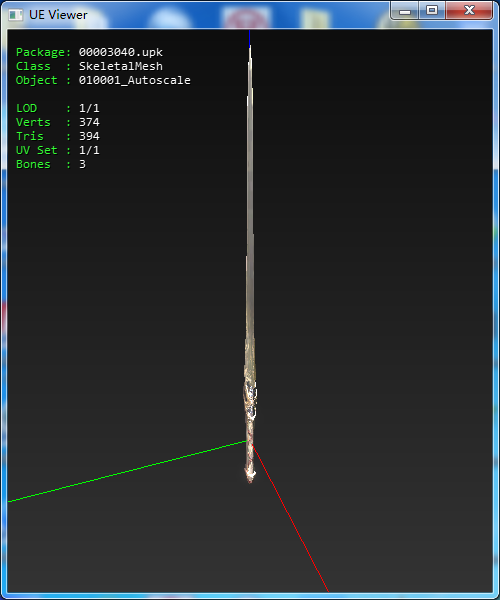 UE Viewer
Package: 00003040.upk
Class  : SkeletalMesh
Object : 010001_Autoscale
LOD    : 1/1
Verts  : 374
Tris   : 394
UV Set : 1/1
Bones  : 3